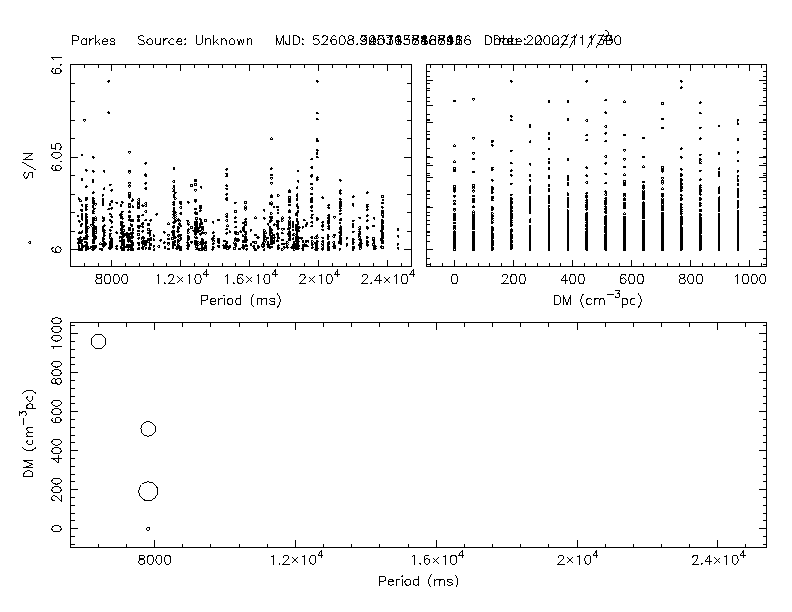 Parkes Source: Unknown MJD: Date:
6.1
6.05
6
S/N
8000 1.2×10⁴ 1.6×10⁴ 2×10⁴ 2.4×10⁴
Period (ms)
0 200 400 600 800 1000
DM (cm⁻³pc)
1000
800
600
400
200
0
DM (cm⁻³pc)
8000 1.2×10⁴ 1.6×10⁴ 2×10⁴ 2.4×10⁴
Period (ms)